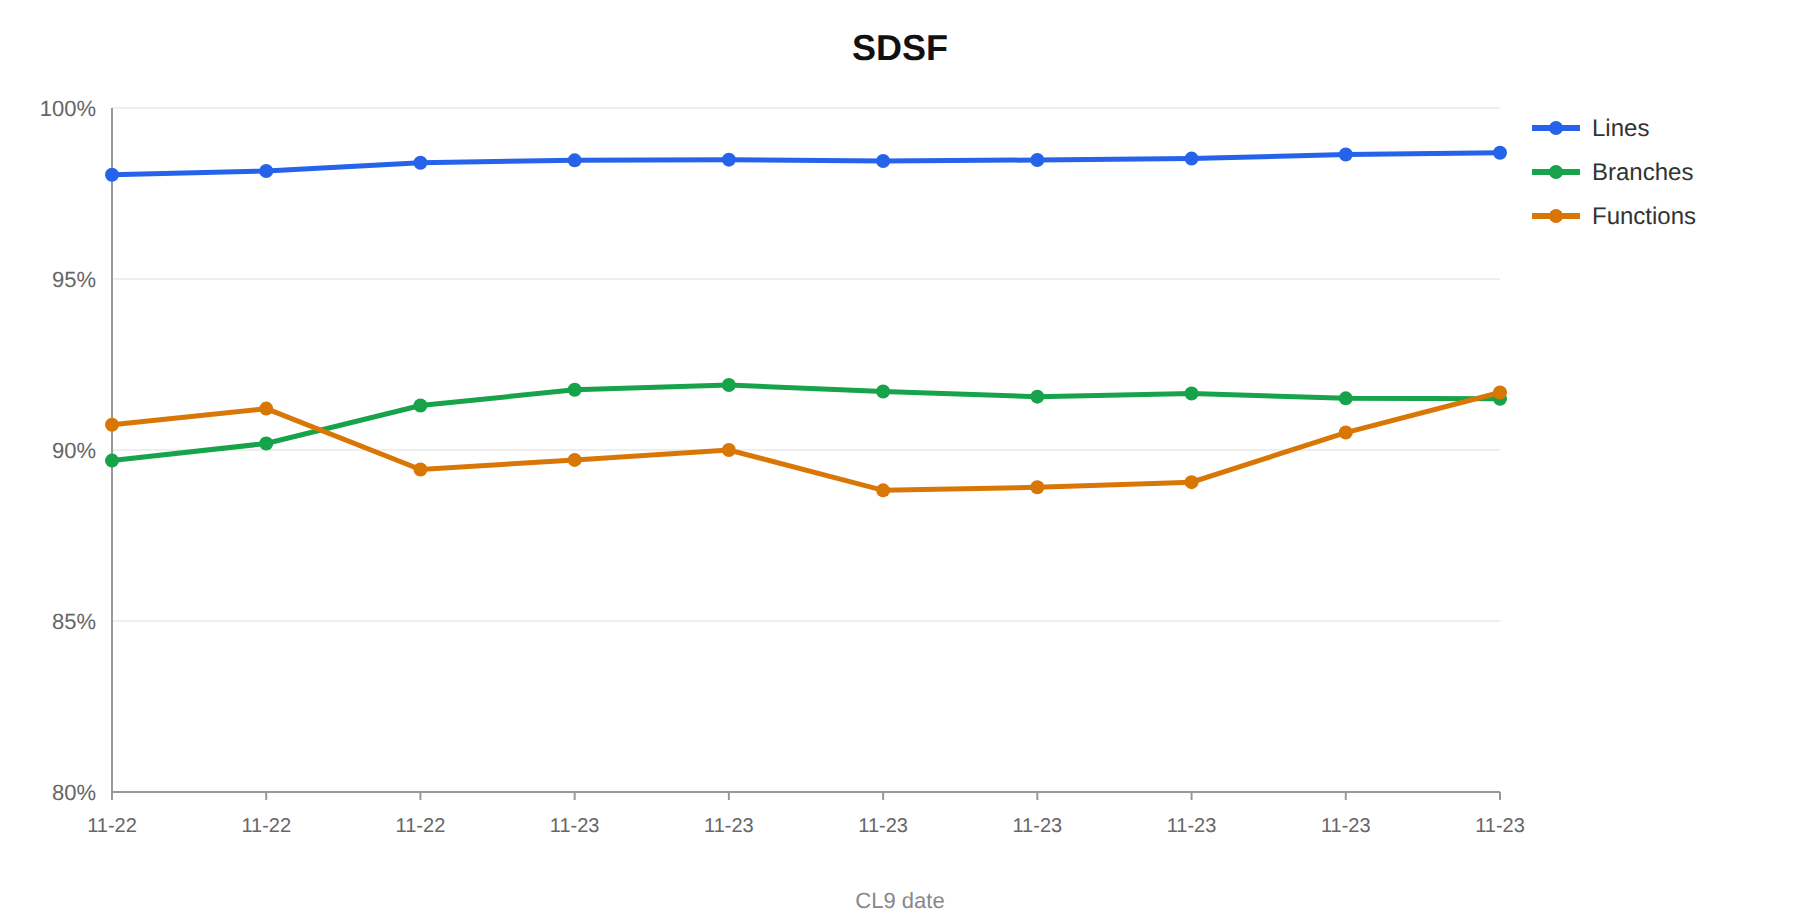 SDSF
100%
95%
90%
85%
80%
Lines
Branches
Functions
11-22 11-22 11-22 11-23 11-23 11-23 11-23 11-23 11-23 11-23
CL9 date